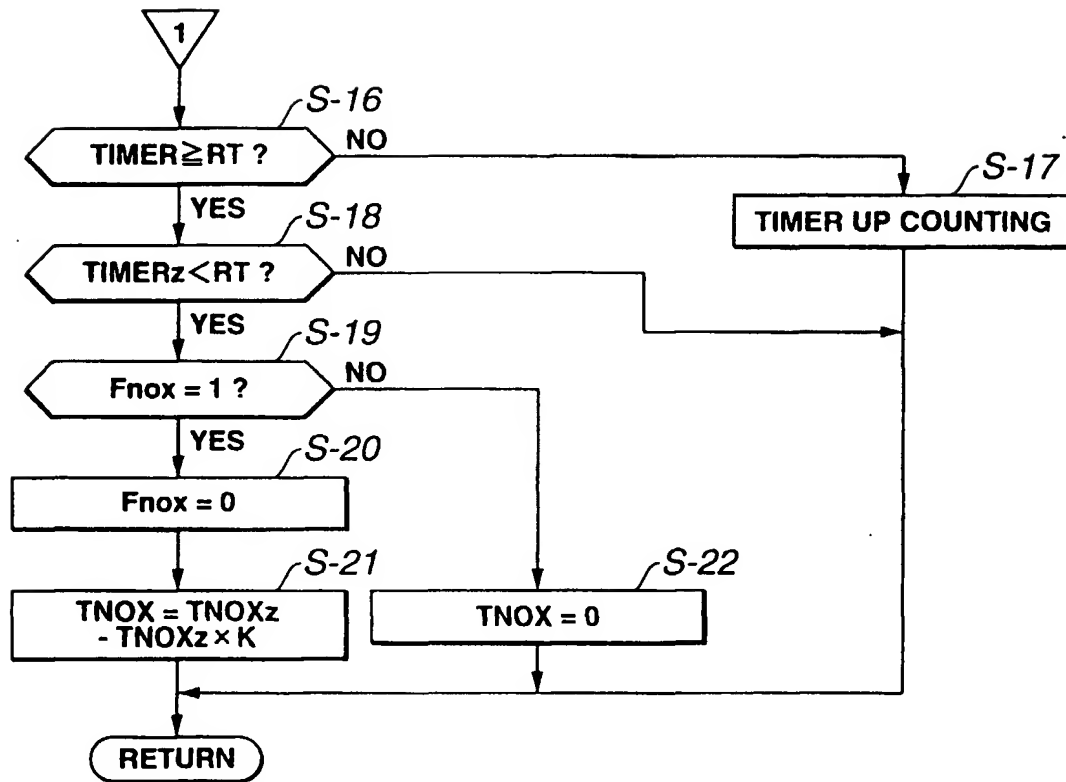 1
S-16
TIMER≧RT ?
NO
YES
S-17
TIMER UP COUNTING
S-18
TIMERz<RT ?
NO
YES
S-19
Fnox = 1 ?
NO
YES
S-20
Fnox = 0
S-21
TNOX = TNOXz
- TNOXz × K
S-22
TNOX = 0
RETURN